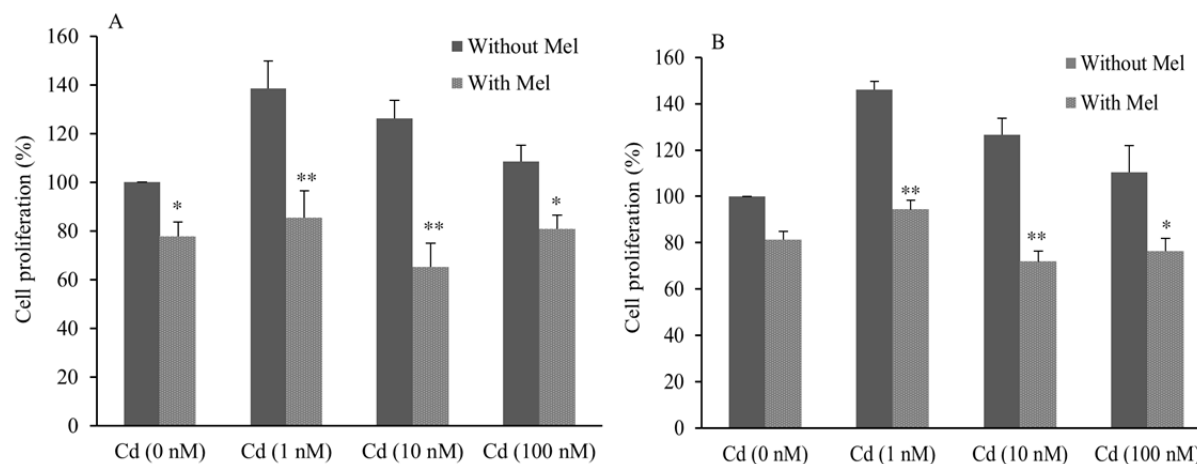 A
160
140
120
100
80
60
40
20
0
Cell proliferation (%)
Without Mel
With Mel
*
**
**
*
Cd (0 nM) Cd (1 nM) Cd (10 nM) Cd (100 nM)
B
160
140
120
100
80
60
40
20
0
Cell proliferation (%)
Without Mel
With Mel
**
**
*
Cd (0 nM) Cd (1 nM) Cd (10 nM) Cd (100 nM)